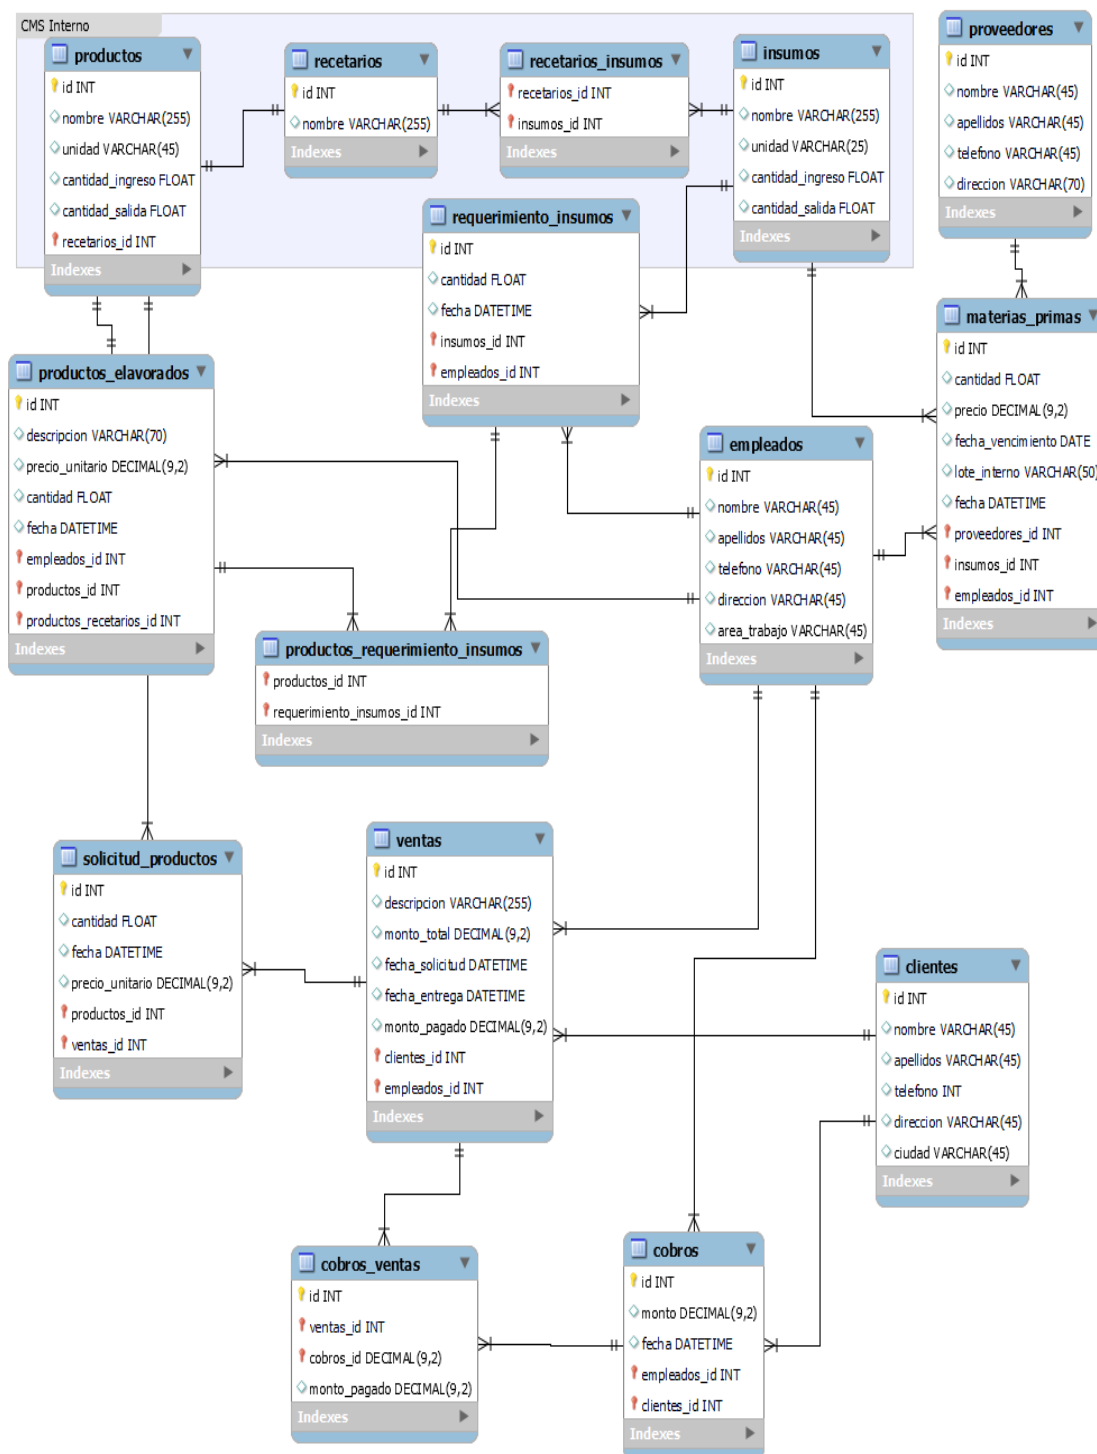 CMS Interno
productos
id INT
nombre VARCHAR(255)
unidad VARCHAR(45)
cantidad_ingreso FLOAT
cantidad_salida FLOAT
recetarios_id INT
Indexes
recetarios
id INT
nombre VARCHAR(255)
Indexes
recetarios_insumos
recetarios_id INT
insumos_id INT
Indexes
insumos
id INT
nombre VARCHAR(255)
unidad VARCHAR(25)
cantidad_ingreso FLOAT
cantidad_salida FLOAT
Indexes
proveedores
id INT
nombre VARCHAR(45)
apellidos VARCHAR(45)
telefono VARCHAR(45)
direccion VARCHAR(70)
Indexes
requerimiento_insumos
id INT
cantidad FLOAT
fecha DATETIME
insumos_id INT
empleados_id INT
Indexes
materias_primas
id INT
cantidad FLOAT
precio DECIMAL(9,2)
fecha_vencimiento DATE
lote_interno VARCHAR(50)
fecha DATETIME
proveedores_id INT
insumos_id INT
empleados_id INT
Indexes
productos_elavorados
id INT
descripcion VARCHAR(70)
precio_unitario DECIMAL(9,2)
cantidad FLOAT
fecha DATETIME
empleados_id INT
productos_id INT
productos_recetarios_id INT
Indexes
empleados
id INT
nombre VARCHAR(45)
apellidos VARCHAR(45)
telefono VARCHAR(45)
direccion VARCHAR(45)
area_trabajo VARCHAR(45)
Indexes
productos_requerimiento_insumos
productos_id INT
requerimiento_insumos_id INT
Indexes
solicitud_productos
id INT
cantidad FLOAT
fecha DATETIME
precio_unitario DECIMAL(9,2)
productos_id INT
ventas_id INT
Indexes
ventas
id INT
descripcion VARCHAR(255)
monto_total DECIMAL(9,2)
fecha_solicitud DATETIME
fecha_entrega DATETIME
monto_pagado DECIMAL(9,2)
clientes_id INT
empleados_id INT
Indexes
clientes
id INT
nombre VARCHAR(45)
apellidos VARCHAR(45)
telefono INT
direccion VARCHAR(45)
ciudad VARCHAR(45)
Indexes
cobros_ventas
id INT
ventas_id INT
cobros_id DECIMAL(9,2)
monto_pagado DECIMAL(9,2)
Indexes
cobros
id INT
monto DECIMAL(9,2)
fecha DATETIME
empleados_id INT
clientes_id INT
Indexes